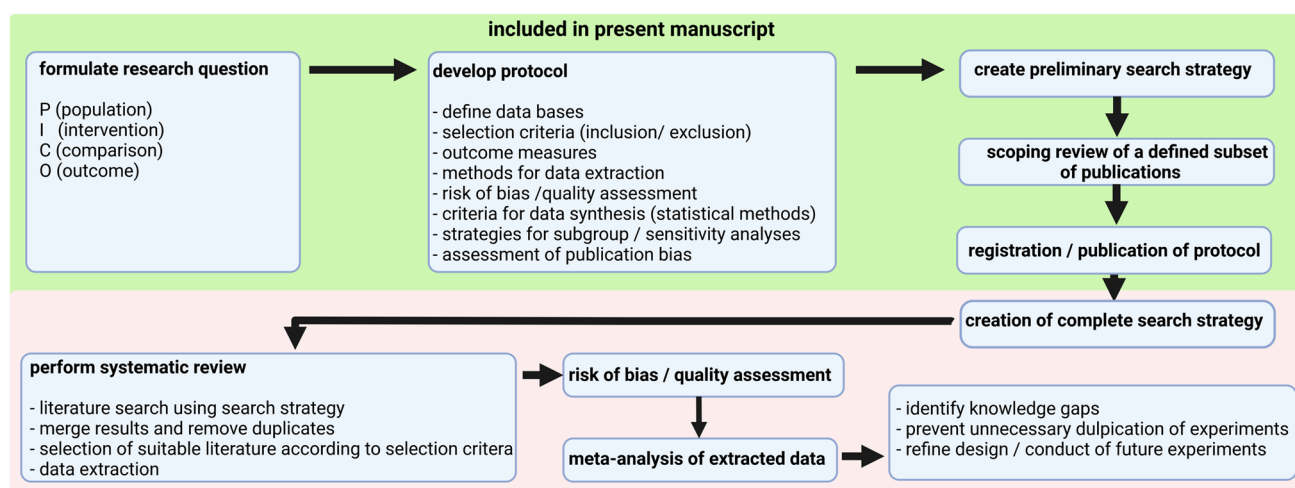 included in present manuscript
formulate research question
P (population)
I (intervention)
C (comparison)
O (outcome)
develop protocol
- define data bases
- selection criteria (inclusion/ exclusion)
- outcome measures
- methods for data extraction
- risk of bias /quality assessment
- criteria for data synthesis (statistical methods)
- strategies for subgroup / sensitivity analyses
- assessment of publication bias
create preliminary search strategy
scoping review of a defined subset
of publications
registration / publication of protocol
creation of complete search strategy
perform systematic review
- literature search using search strategy
- merge results and remove duplicates
- selection of suitable literature according to selection critera
- data extraction
risk of bias / quality assessment
meta-analysis of extracted data
- identify knowledge gaps
- prevent unnecessary dulpication of experiments
- refine design / conduct of future experiments